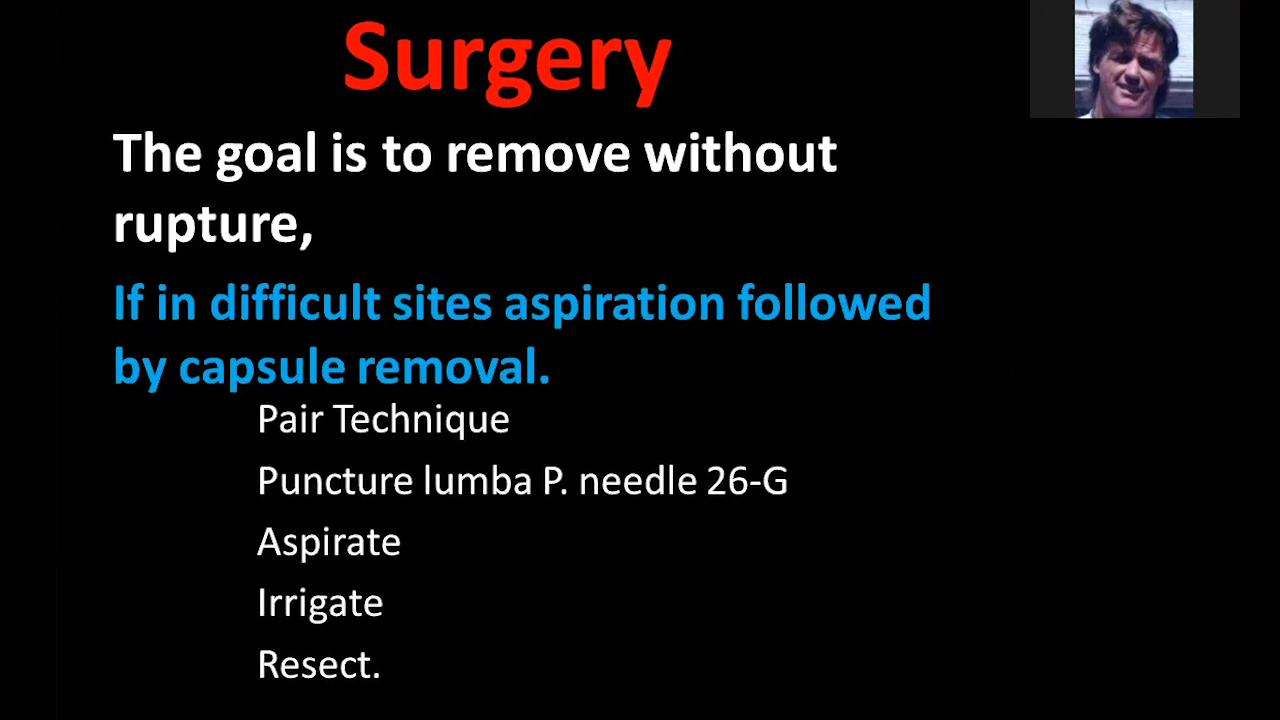 Surgery
The goal is to remove without
rupture,
If in difficult sites aspiration followed
by capsule removal.
Pair Technique
Puncture lumba P. needle 26-G
Aspirate
Irrigate
Resect.